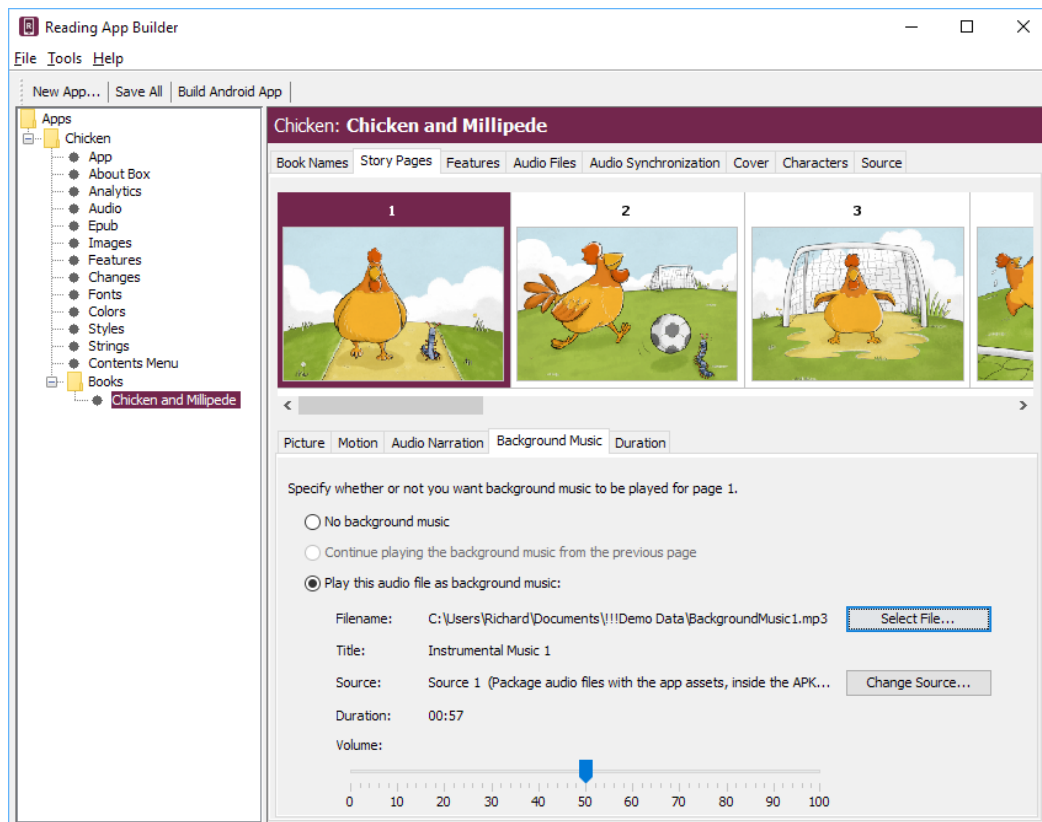 Reading App Builder
File Tools Help
New App... Save All Build Android App
Apps
Chicken
App
About Box
Analytics
Audio
Epub
Images
Features
Changes
Fonts
Colors
Styles
Strings
Contents Menu
Books
Chicken and Millipede
Chicken: Chicken and Millipede
Book Names Story Pages Features Audio Files Audio Synchronization Cover Characters Source
1 2 3
Picture Motion Audio Narration Background Music Duration
Specify whether or not you want background music to be played for page 1.
No background music
Continue playing the background music from the previous page
Play this audio file as background music:
Filename: C:\Users\Richard\Documents\!!!Demo Data\BackgroundMusic1.mp3 Select File...
Title: Instrumental Music 1
Source: Source 1 (Package audio files with the app assets, inside the APK... Change Source...
Duration: 00:57
Volume:
0 10 20 30 40 50 60 70 80 90 100